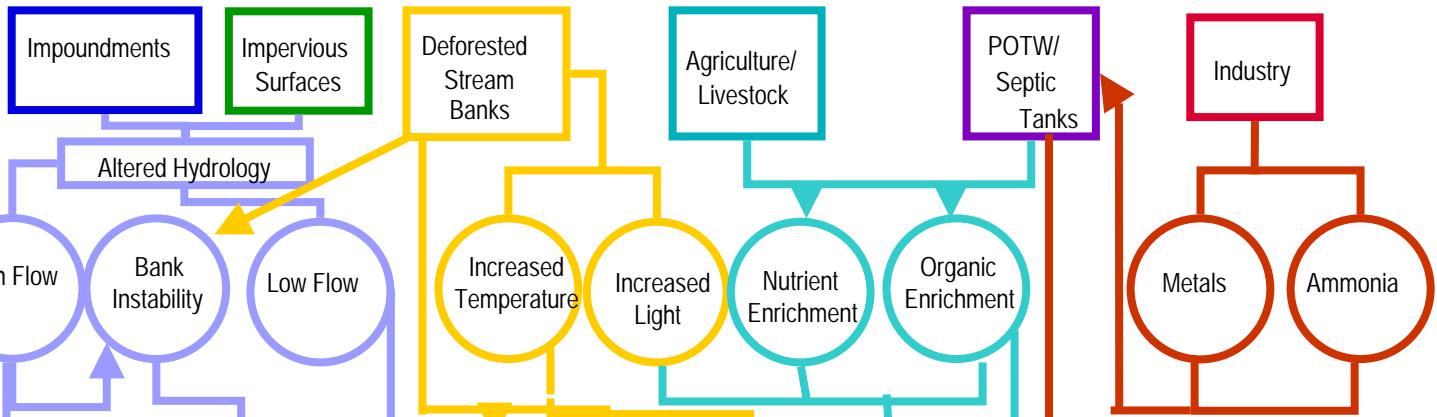 Impoundments
Impervious
Surfaces
Deforested
Stream
Banks
Agriculture/
Livestock
POTW/
Septic
Tanks
Industry
Altered Hydrology
Flow
Bank
Instability
Low Flow
Increased
Temperature
Increased
Light
Nutrient
Enrichment
Organic
Enrichment
Metals
Ammonia